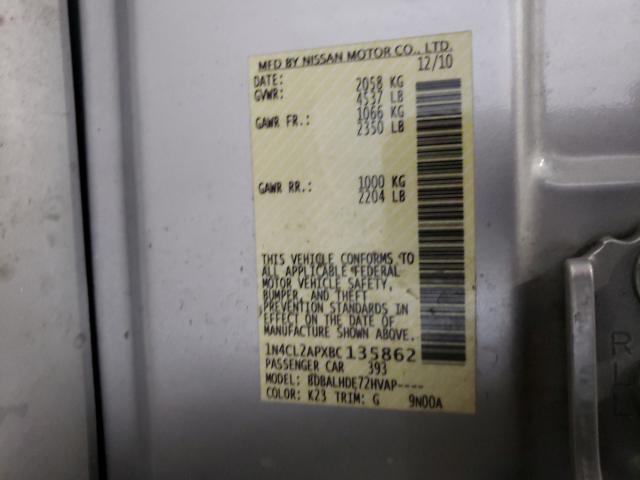 MFD BY NISSAN MOTOR CO., LTD.
DATE: 12/10
GVWR: 2058 KG
4537 LB
GAWR FR.: 1066 KG
2350 LB
GAWR RR.: 1000 KG
2204 LB
THIS VEHICLE CONFORMS TO
ALL APPLICABLE FEDERAL
MOTOR VEHICLE SAFETY,
BUMPER, AND THEFT
PREVENTION STANDARDS IN
EFFECT ON THE DATE OF
MANUFACTURE SHOWN ABOVE.
1N4CL2APXBC135862
PASSENGER CAR 393
MODEL: BDBALHDE72HVAP----
COLOR: K23 TRIM: G 9N00A